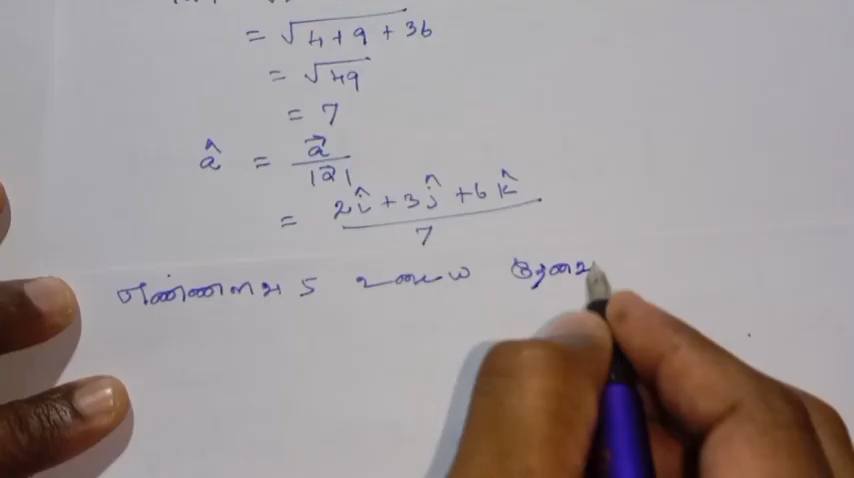 = √4+9+36
= √49
= 7
â = a⃗ / |a⃗|
= 2î+3ĵ+6k̂ / 7
எண்ணளவு 5 உடைய